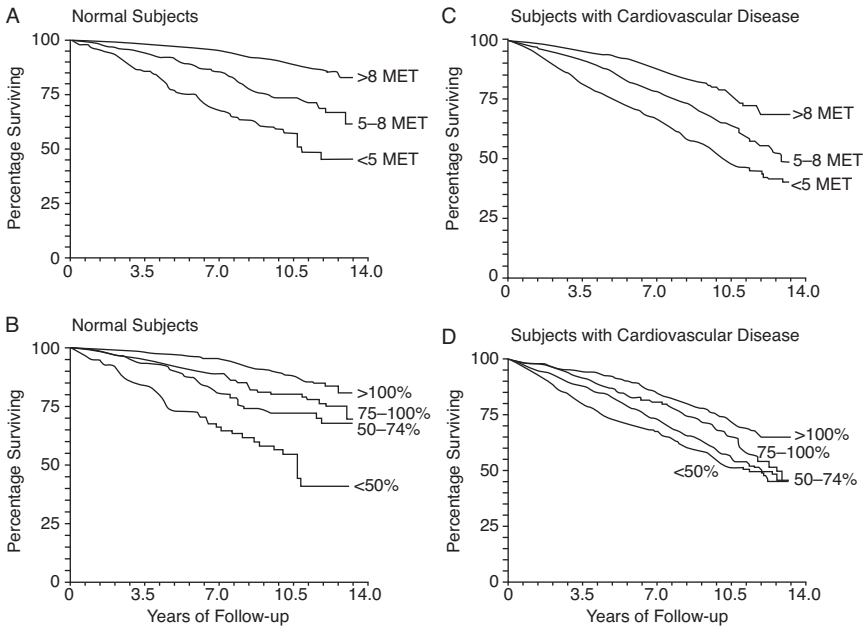 A Normal Subjects
Percentage Surviving
100
75
50
25
0
>8 MET
5–8 MET
<5 MET
0 3.5 7.0 10.5 14.0
C Subjects with Cardiovascular Disease
Percentage Surviving
100
75
50
25
0
>8 MET
5–8 MET
<5 MET
0 3.5 7.0 10.5 14.0
B Normal Subjects
Percentage Surviving
100
75
50
25
0
>100%
75–100%
50–74%
<50%
0 3.5 7.0 10.5 14.0
Years of Follow-up
D Subjects with Cardiovascular Disease
Percentage Surviving
100
75
50
25
0
>100%
75–100%
<50%
50–74%
0 3.5 7.0 10.5 14.0
Years of Follow-up